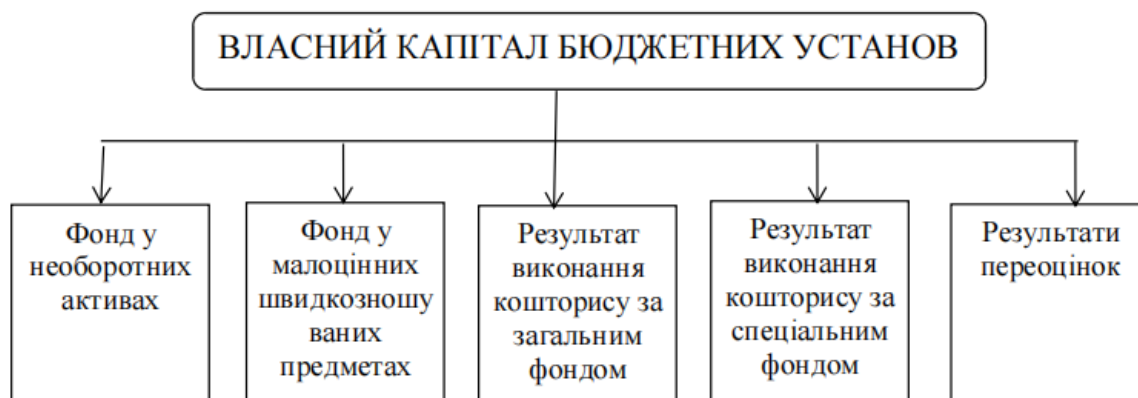 ВЛАСНИЙ КАПІТАЛ БЮДЖЕТНИХ УСТАНОВ
Фонд у
необоротних
активах
Фонд у
малоцінних
швидкозношу
ваних
предметах
Результат
виконання
кошторису за
загальним
фондом
Результат
виконання
кошторису за
спеціальним
фондом
Результати
переоцінок